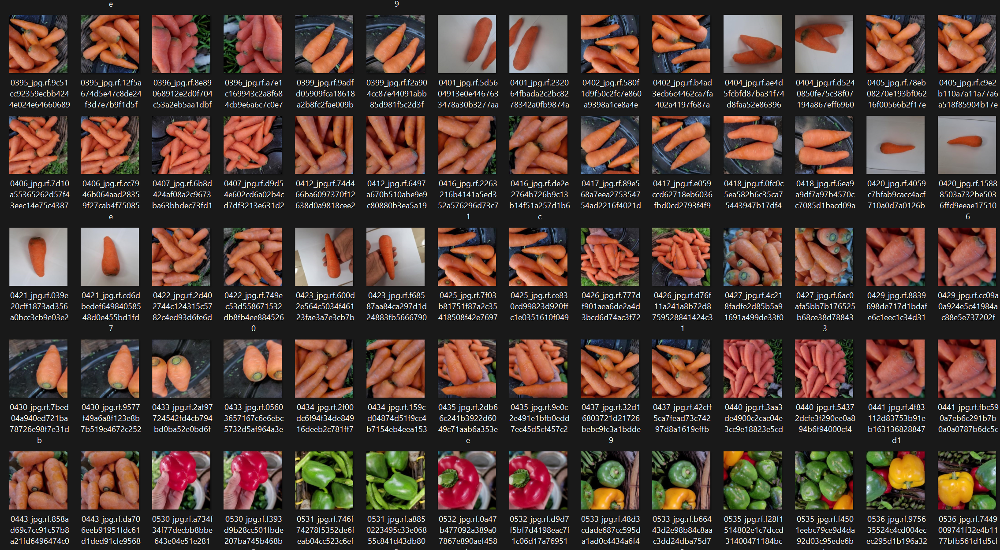 e
9
0395_jpg.rf.9c51
cc92359ecbb424
4e024e64660689
0395_jpg.rf.12f5a
674d5e47c8de24
f3d7e7b9f1d5f
0396_jpg.rf.8e89
068912e2d0f704
c53a2eb5aa1dbf
0396_jpg.rf.a7e1
c169943c2a8f68
4cb9e6a6c7c0e7
0399_jpg.rf.9adf
d05909fca18618
a2b8fc2fae009b
0399_jpg.rf.f2a90
4cc87e44091abb
85d981f5c2d3f
0401_jpg.rf.5d56
04913e0e446763
3478a30b3277aa
0401_jpg.rf.2320
64fbada2c2bc82
78342a0fb9874a
0402_jpg.rf.580f
1d9f50c2fc7e860
a9398a1ce8a4e
0402_jpg.rf.b4ad
3ecb6c4462ca7fa
402a4197f687a
0404_jpg.rf.ae4d
5fcbfd87ba31f74
d8faa52e86396
0404_jpg.rf.d524
0850fe75c38f07
194a867eff6960
0405_jpg.rf.78eb
08270e193bf062
16f00566b2f17e
0405_jpg.rf.c9e2
b110a7a11a77a6
a518f85904b17e
0406_jpg.rf.7d10
a55365262d57f4
3eec14e75c4387
0406_jpg.rf.cc79
46b064aad2835
9f27cab4f75085
e
0407_jpg.rf.6b8d
424af08a2c9673
ba63bbdec73fd1
0407_jpg.rf.d9d5
4e602cd6a02b4c
d7df3213e631d2
0412_jpg.rf.74d4
66ba6097370f12
638d0a9818cee2
0412_jpg.rf.6497
a670b510abe9e9
c80880b3ea5a19
0416_jpg.rf.2263
216b4141a5ed3
52a576296d73c7
1
0416_jpg.rf.de2e
2764b726b9c13
b14f51a257d1b6
c
0417_jpg.rf.89e5
68a7eea2753547
54ad2216f4021d
0417_jpg.rf.e059
ccd62718eb6036
fbd0cd2793f4f9
0418_jpg.rf.0fc0c
5ea582b6c35ca7
5443947b17df4
0418_jpg.rf.6ea9
a9df7a97b4570c
c7085d1bacd09a
0420_jpg.rf.4059
c7bfab9cacc4acf
710a0d7a0126b
0420_jpg.rf.1588
8503a732be503
6ffd9eeae17510
6
0421_jpg.rf.039e
20cff1873ad356
a0bcc3cb9e03e2
0421_jpg.rf.cd6d
bedef649840585
48d0e455bd1fd
7
0422_jpg.rf.2d40
2744c124315c57
82c4ed93d6fe6d
0422_jpg.rf.749e
c53d558671532
db8fb4ee884526
0
0423_jpg.rf.600d
2e564c5034f461
23fae3a7e3cb7b
0423_jpg.rf.f685
87aa84ca297d1d
24883fb5666790
0425_jpg.rf.7f03
b81751f87a2c35
418508f42e7697
0425_jpg.rf.ce83
0cd99823d920ff
c1e0351610f049
0426_jpg.rf.777d
f901aea6de2a4d
3bcd6d74ac3f72
0426_jpg.rf.d76f
11a241a8b72d8
759528841424c3
1
0427_jpg.rf.4c21
8fadfe2d85b5a9
1691a499de33f0
0427_jpg.rf.6ac0
afa5bb7b176525
b68ce38d78843
3
0429_jpg.rf.8839
698de717d1bdaf
e6c1eec1c34d31
0429_jpg.rf.cc09a
0a924e5c41984a
c88e5e737202f
0430_jpg.rf.7bed
04a940ed721ba
78726e98f7e31d
b
0430_jpg.rf.9577
f49a6a8f123e8b
7b519e4672c252
0433_jpg.rf.2af97
724542fd4cb794
bd0ba52e0bd6f
0433_jpg.rf.0560
3657167c6e6ebc
5732d5af964a3e
0434_jpg.rf.2f00
dc6f94f34de849
16deeb2c781ff7
0434_jpg.rf.159c
d04874d51f9cc4
b7154eb4eea153
0435_jpg.rf.2db6
6c241b3922d60
49c71aab6a353e
e
0435_jpg.rf.9e0c
2e491e1bfb0edd
7ec45d5cf457c2
0437_jpg.rf.32d1
6803721d21726
bebc9fc3a1bdde
9
0437_jpg.rf.42cff
5ca7fead73c742
97d8a1619effb
0440_jpg.rf.3aa3
de4900c2cac04e
3cc9e18823e5cd
0440_jpg.rf.5437
2dcfe3f290ee0a8
94b6f94000cf4
0441_jpg.rf.4f83
112d83753b91e
b163136828847
d1
0441_jpg.rf.fbc59
0a7eb6c291b7b
0a0a0787b6dc5c
0443_jpg.rf.858a
d69c7cc91c57b8
a21fd6496474c0
0443_jpg.rf.da70
6eeb91951fdc61
d1ded91cfe9568
0530_jpg.rf.a734f
34f77decbb8bbe
643e04e51e281
0530_jpg.rf.f393
d9b28cc501fbde
207ba745b468b
0531_jpg.rf.746f
74278f5352de6f
eab04cc523c6ef
0531_jpg.rf.a885
0223495c33e068
55c841d43db80
0532_jpg.rf.0a47
b477092a389a0
7867e890aef458
0532_jpg.rf.d9d7
f5bf7d4198eac7f
1c06d17a76951
0533_jpg.rf.48d3
cdade687cc595d
a1ad0c4434a6f4
0533_jpg.rf.b664
43d2e98b84c8aa
c3dd24dba75d7
0535_jpg.rf.f28f1
514802e1c7dccd
31400471184bc
0535_jpg.rf.f450
1eebc79ce9d4da
92d03c95ede6b
0536_jpg.rf.9756
35524c4cd004ec
ec295d1b196a32
0536_jpg.rf.7449
009741f32e4b11
77bfb561d1d5cf